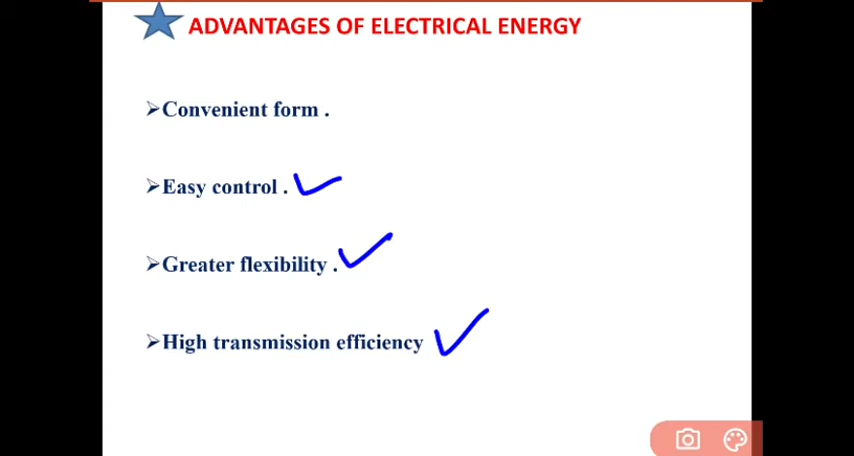 ADVANTAGES OF ELECTRICAL ENERGY
Convenient form .
Easy control .
Greater flexibility .
High transmission efficiency